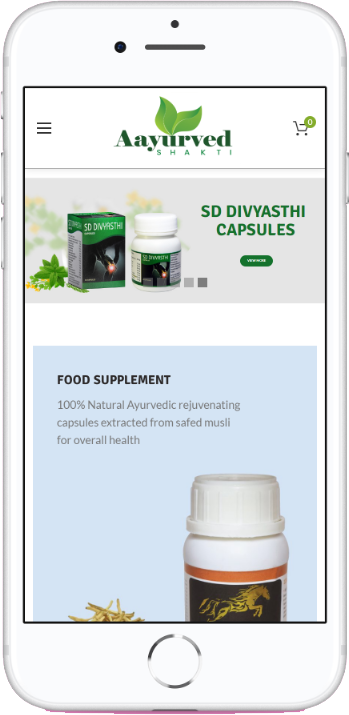 0
Aayurved
SHAKTI
SD DIVYASTHI
CAPSULES
SD DIVYASTHI
SD DIVYASTHI
VIEW MORE
FOOD SUPPLEMENT
100% Natural Ayurvedic rejuvenating
capsules extracted from safed musli
for overall health